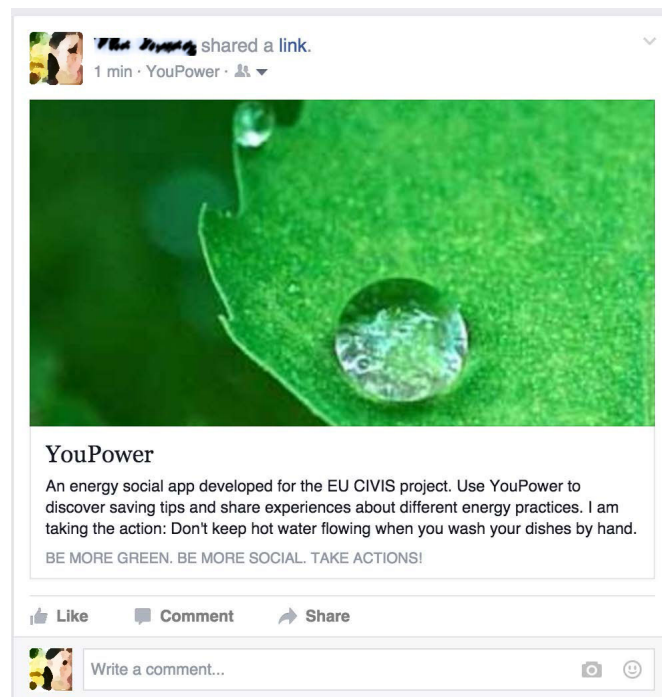 shared a link.
1 min · YouPower ·
YouPower
An energy social app developed for the EU CIVIS project. Use YouPower to
discover saving tips and share experiences about different energy practices. I am
taking the action: Don't keep hot water flowing when you wash your dishes by hand.
BE MORE GREEN. BE MORE SOCIAL. TAKE ACTIONS!
Like Comment Share
Write a comment...